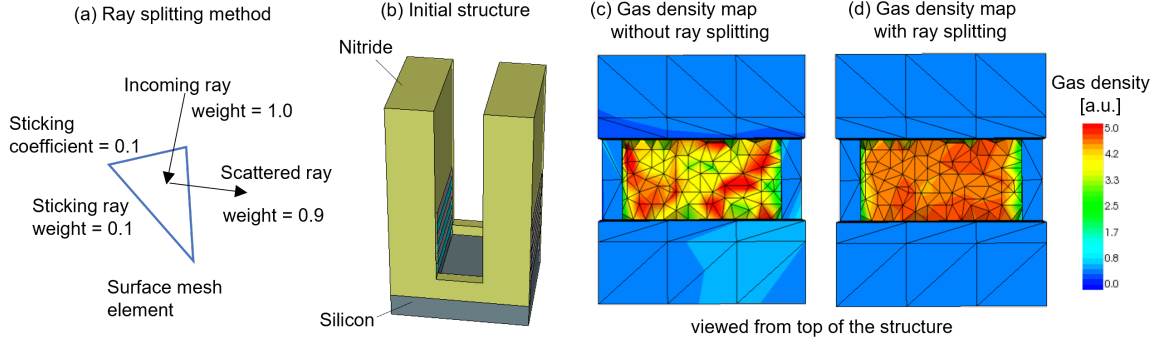 (a) Ray splitting method
Incoming ray
weight = 1.0
Sticking
coefficient = 0.1
Scattered ray
weight = 0.9
Sticking ray
weight = 0.1
Surface mesh
element
(b) Initial structure
Nitride
Silicon
(c) Gas density map
without ray splitting
(d) Gas density map
with ray splitting
viewed from top of the structure
Gas density
[a.u.]
5.0
4.2
3.3
2.5
1.7
0.8
0.0